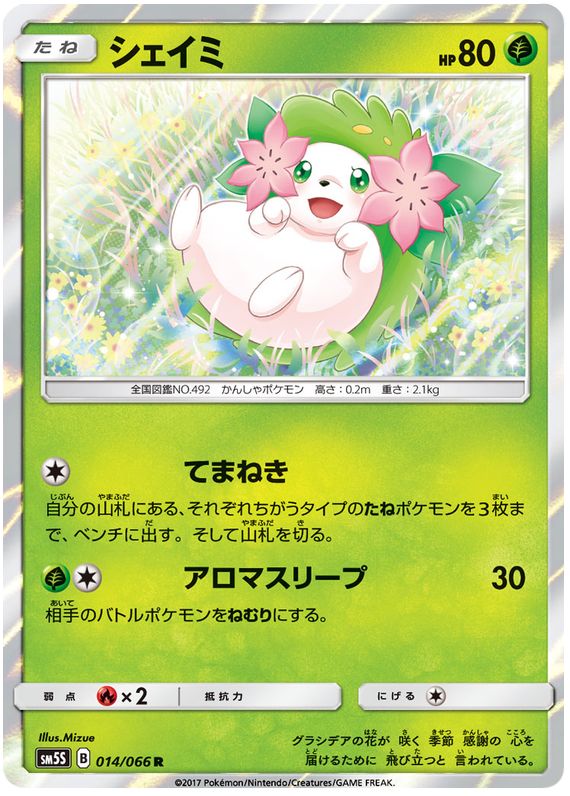 たね シェイミ HP 80
全国図鑑NO.492 かんしゃポケモン 高さ:0.2m 重さ:2.1kg
てまねき
自分の山札にある、それぞれちがうタイプのたねポケモンを3枚ま
で、ベンチに出す。そして山札を切る。
アロマスリープ 30
相手のバトルポケモンをねむりにする。
弱点 ×2 抵抗力 にげる
Illus.Mizue
SM5S B 014/066 R
グラシデアの花が 咲く 季節 感謝の 心を
届けるために 飛び立つと 言われている。
©2017 Pokémon/Nintendo/Creatures/GAME FREAK.